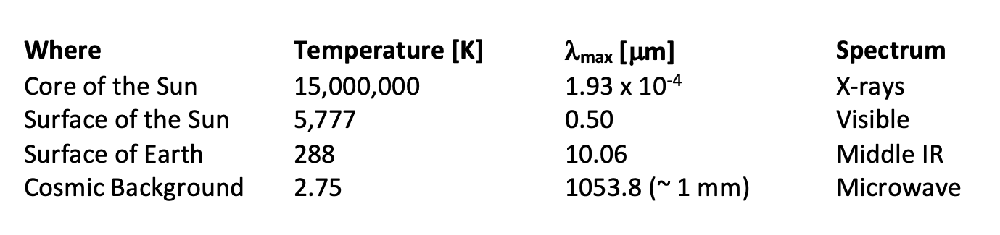 Where Temperature [K] λmax [μm] Spectrum
Core of the Sun 15,000,000 1.93 x 10-4 X-rays
Surface of the Sun 5,777 0.50 Visible
Surface of Earth 288 10.06 Middle IR
Cosmic Background 2.75 1053.8 (~ 1 mm) Microwave